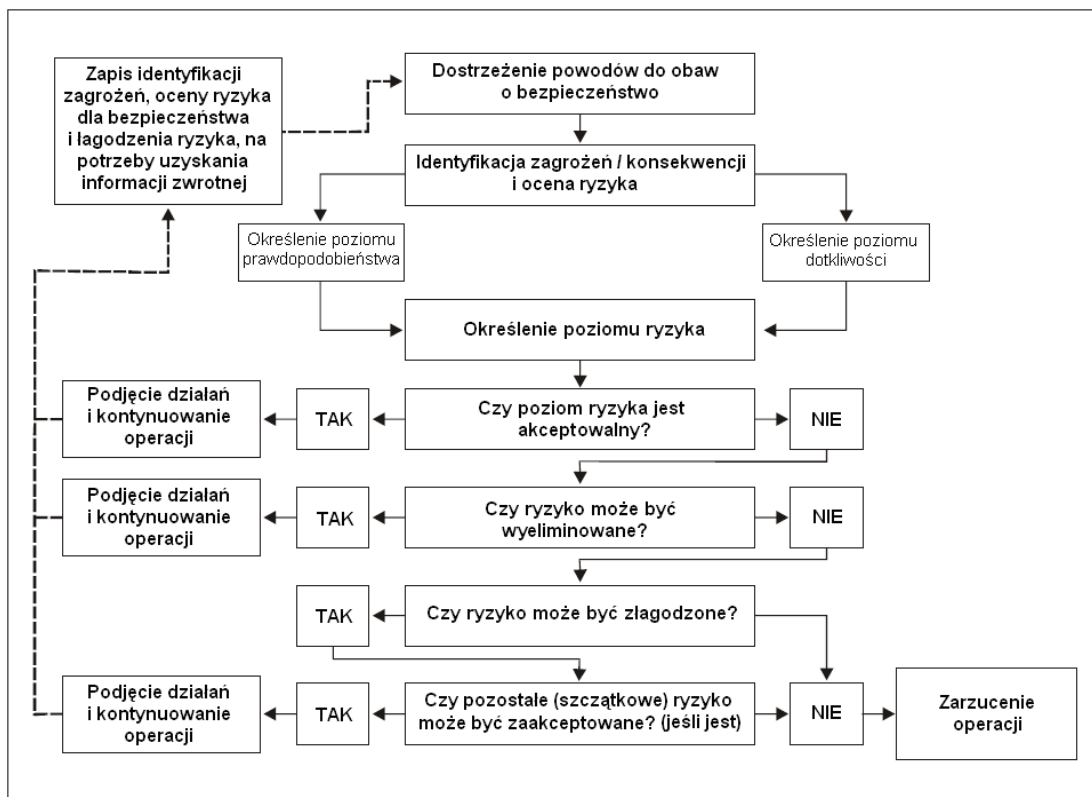 Zapis identyfikacji
zagrożeń, oceny ryzyka
dla bezpieczeństwa
i łagodzenia ryzyka, na
potrzeby uzyskania
informacji zwrotnej
Dostrzeżenie powodów do obaw
o bezpieczeństwo
Identyfikacja zagrożeń / konsekwencji
i ocena ryzyka
Określenie poziomu
prawdopodobieństwa
Określenie poziomu
dotkliwości
Określenie poziomu ryzyka
Podjęcie działań
i kontynuowanie
operacji
TAK
Czy poziom ryzyka jest
akceptowalny?
NIE
Podjęcie działań
i kontynuowanie
operacji
TAK
Czy ryzyko może być
wyeliminowane?
NIE
TAK
Czy ryzyko może być złagodzone?
Podjęcie działań
i kontynuowanie
operacji
TAK
Czy pozostałe (szczątkowe) ryzyko
może być zaakceptowane? (jeśli jest)
NIE
Zarzucenie
operacji